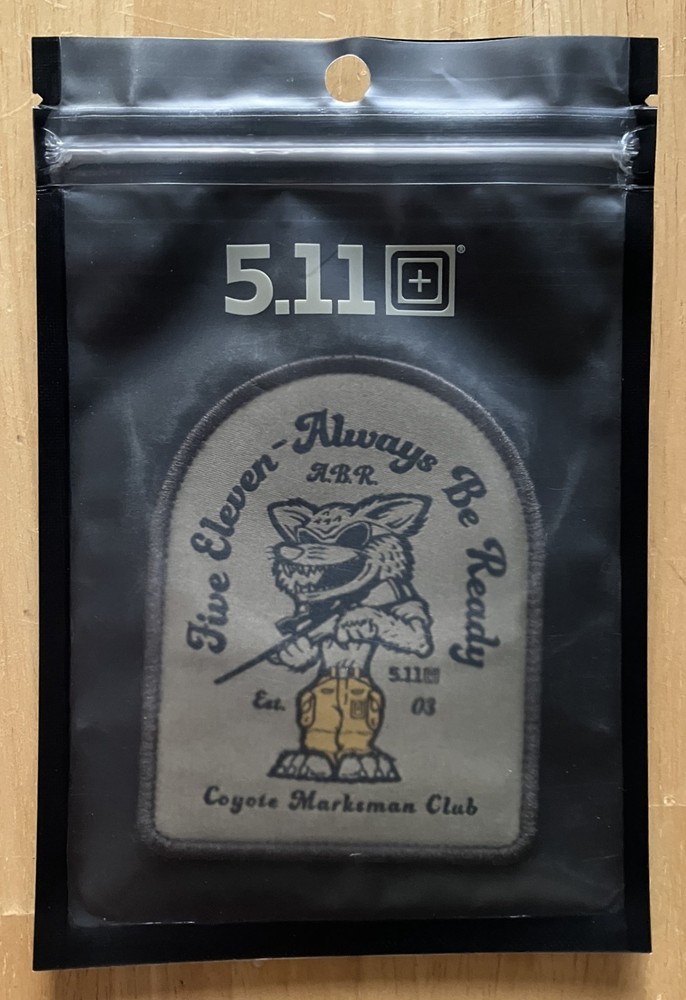 5.11®
Five Eleven-Always Be Ready
A.B.R.
5.11
Est. 03
Coyote Marksman Club